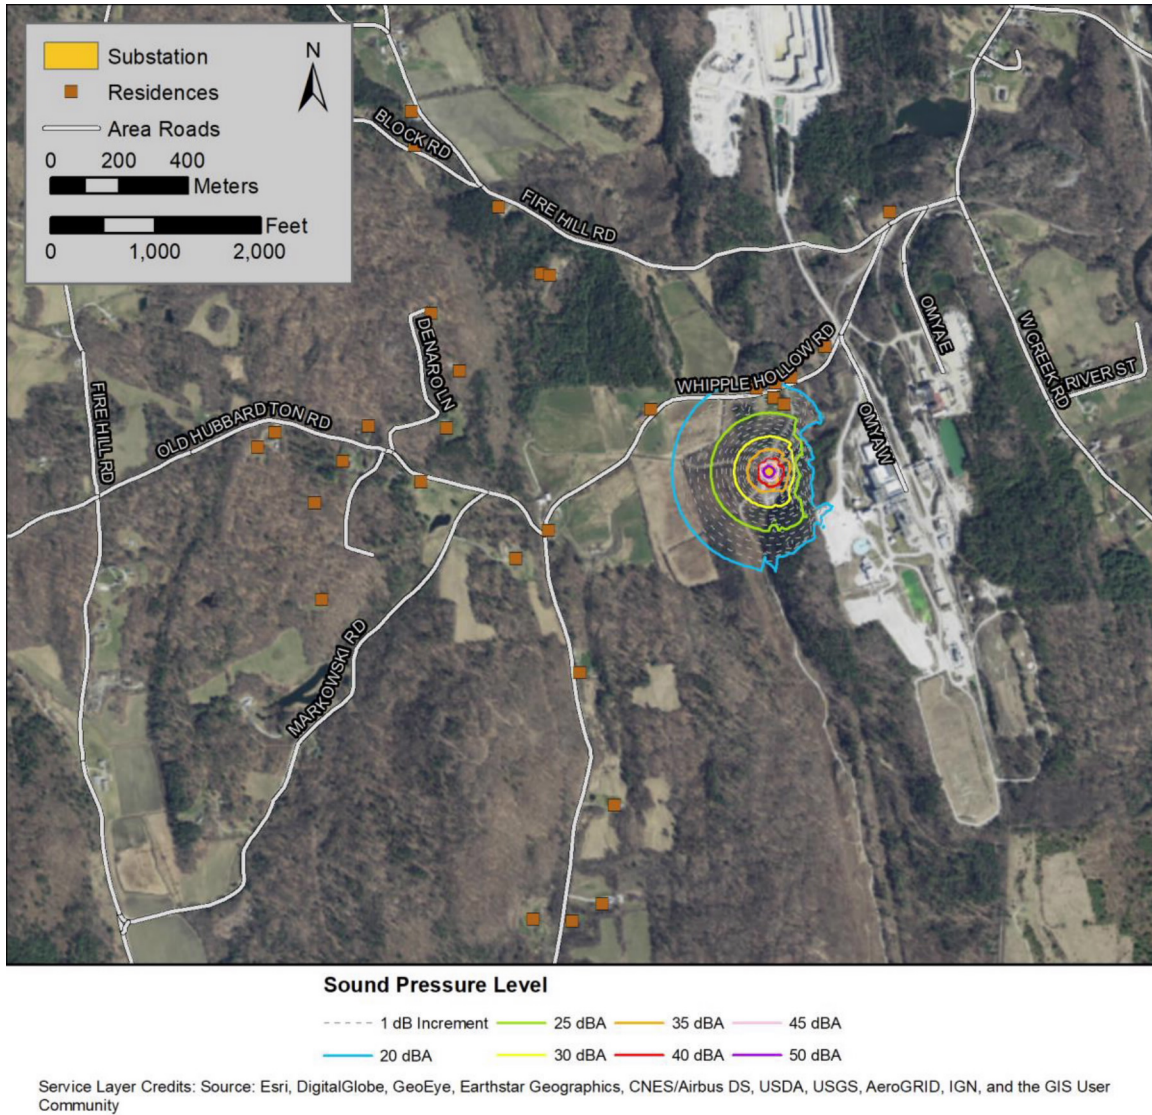 Substation
Residences
Area Roads
N
0 200 400
Meters
Feet
0 1,000 2,000
BLOCK RD
FIRE HILL RD
DENARO LN
OLD HUBBARDTON RD
FIRE HILL RD
WHIPPLE HOLLOW RD
OMYA E
OMYA W
W CREEK RD
RIVER ST
MARKOWSKI RD
Sound Pressure Level
1 dB Increment 25 dBA 35 dBA 45 dBA
20 dBA 30 dBA 40 dBA 50 dBA
Service Layer Credits: Source: Esri, DigitalGlobe, GeoEye, Earthstar Geographics, CNES/Airbus DS, USDA, USGS, AeroGRID, IGN, and the GIS User
Community